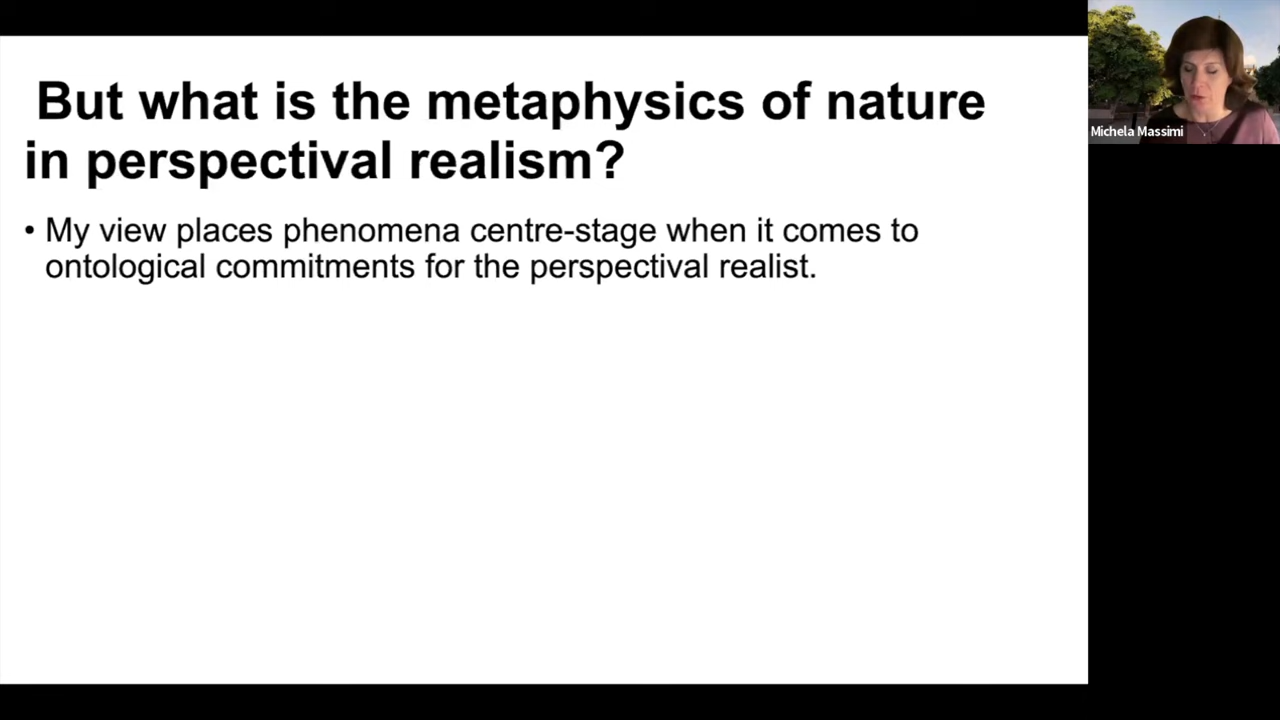 But what is the metaphysics of nature
in perspectival realism?
• My view places phenomena centre-stage when it comes to
ontological commitments for the perspectival realist.
Michela Massimi